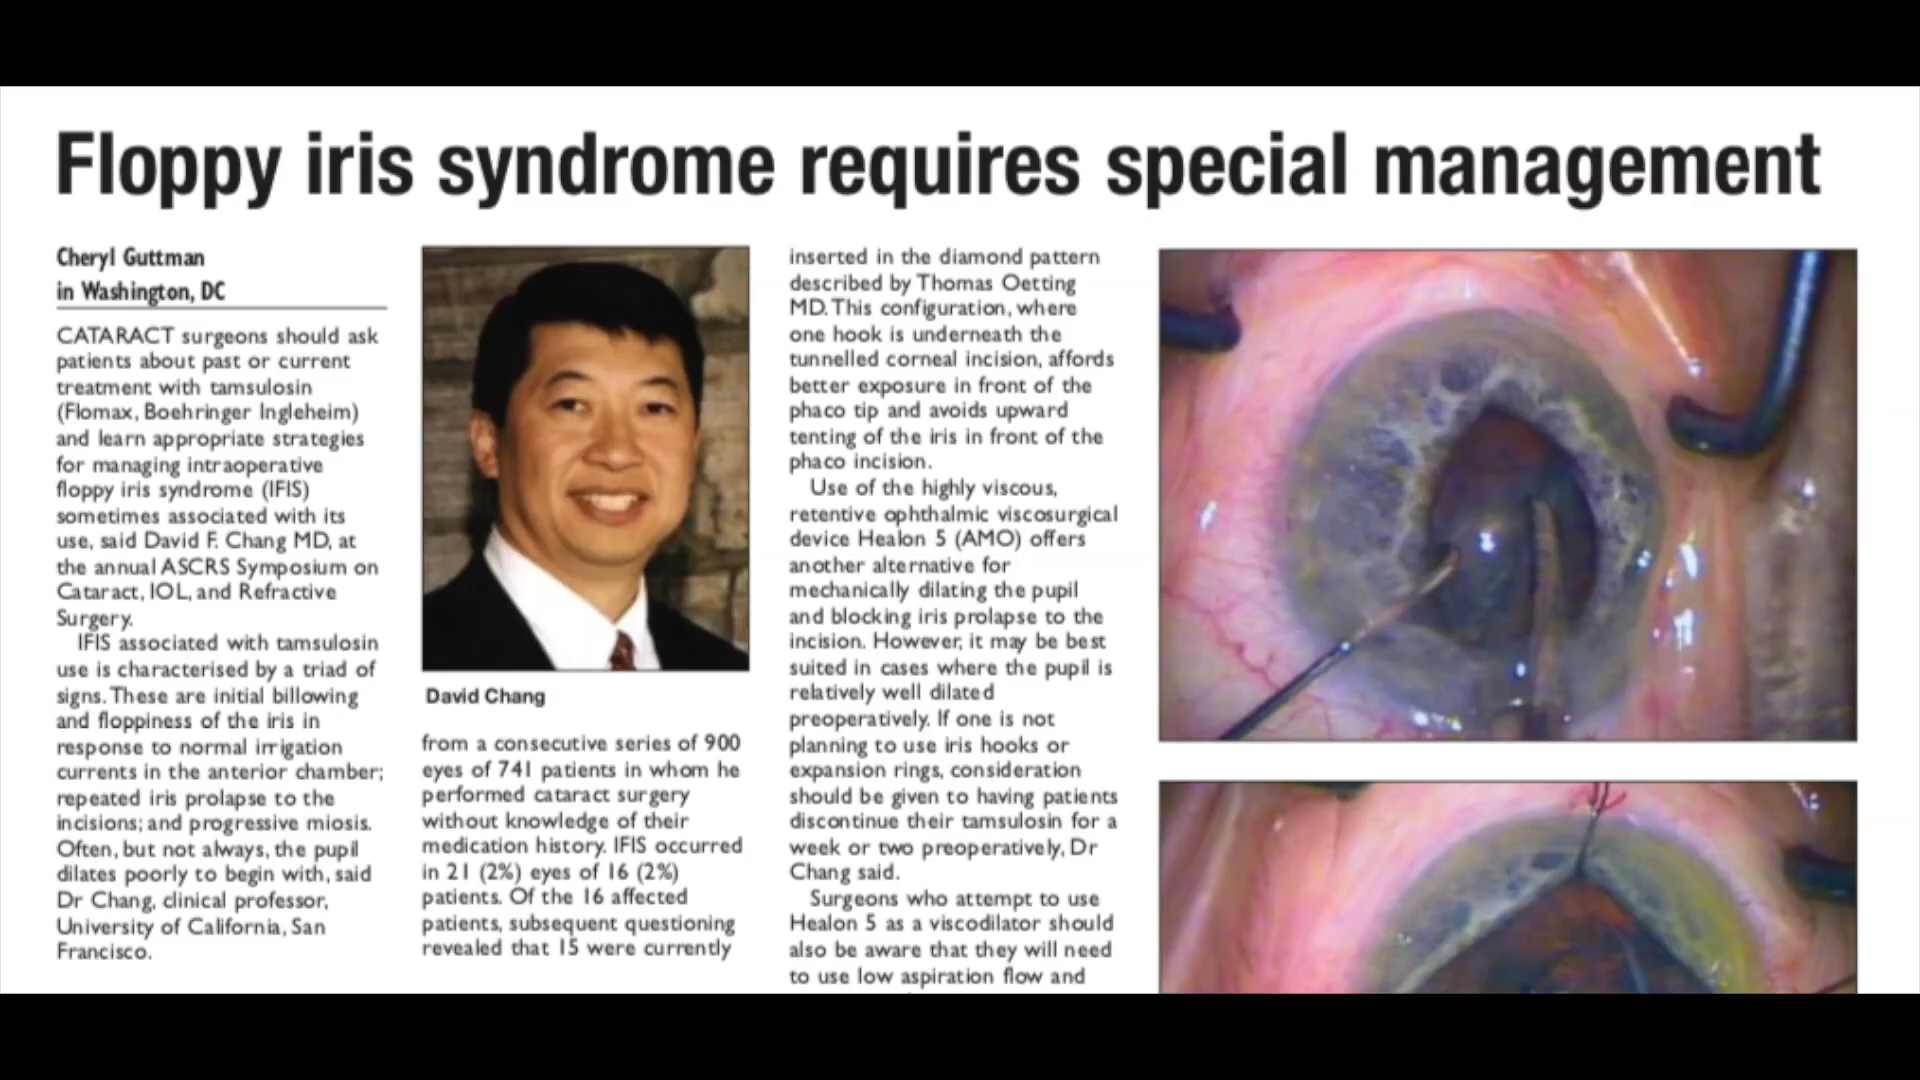 Floppy iris syndrome requires special management
Cheryl Guttman
in Washington, DC
CATARACT surgeons should ask
patients about past or current
treatment with tamsulosin
(Flomax, Boehringer Ingleheim)
and learn appropriate strategies
for managing intraoperative
floppy iris syndrome (IFIS)
sometimes associated with its
use, said David F. Chang MD, at
the annual ASCRS Symposium on
Cataract, IOL, and Refractive
Surgery.
IFIS associated with tamsulosin
use is characterised by a triad of
signs. These are initial billowing
and floppiness of the iris in
response to normal irrigation
currents in the anterior chamber;
repeated iris prolapse to the
incisions; and progressive miosis.
Often, but not always, the pupil
dilates poorly to begin with, said
Dr Chang, clinical professor,
University of California, San
Francisco.
David Chang
from a consecutive series of 900
eyes of 741 patients in whom he
performed cataract surgery
without knowledge of their
medication history. IFIS occurred
in 21 (2%) eyes of 16 (2%)
patients. Of the 16 affected
patients, subsequent questioning
revealed that 15 were currently
inserted in the diamond pattern
described by Thomas Oetting
MD. This configuration, where
one hook is underneath the
tunnelled corneal incision, affords
better exposure in front of the
phaco tip and avoids upward
tenting of the iris in front of the
phaco incision.
Use of the highly viscous,
retentive ophthalmic viscosurgical
device Healon 5 (AMO) offers
another alternative for
mechanically dilating the pupil
and blocking iris prolapse to the
incision. However, it may be best
suited in cases where the pupil is
relatively well dilated
preoperatively. If one is not
planning to use iris hooks or
expansion rings, consideration
should be given to having patients
discontinue their tamsulosin for a
week or two preoperatively, Dr
Chang said.
Surgeons who attempt to use
Healon 5 as a viscodilator should
also be aware that they will need
to use low aspiration flow and